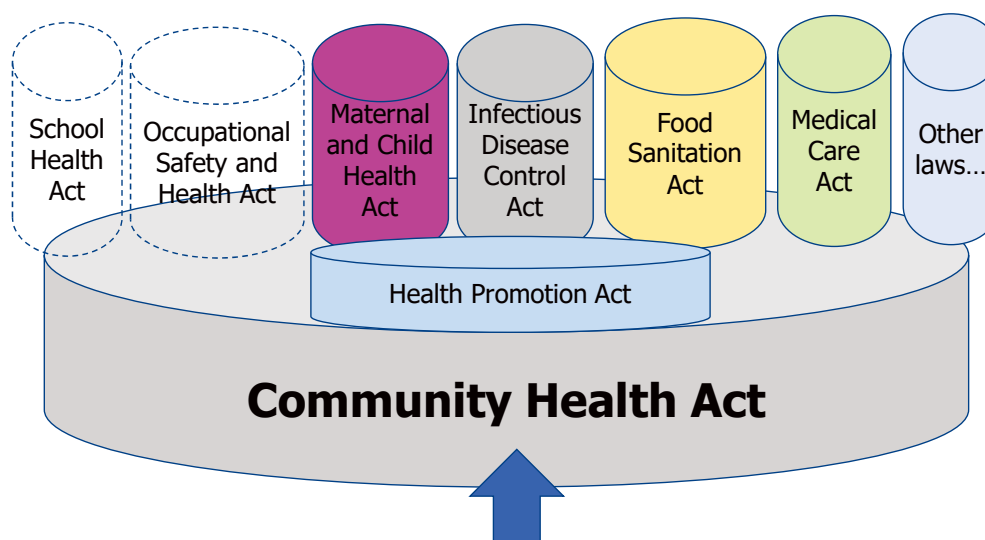 School
Health
Act
Occupational
Safety and
Health Act
Maternal
and Child
Health
Act
Infectious
Disease
Control
Act
Food
Sanitation
Act
Medical
Care
Act
Other
laws...
Health Promotion Act
Community Health Act